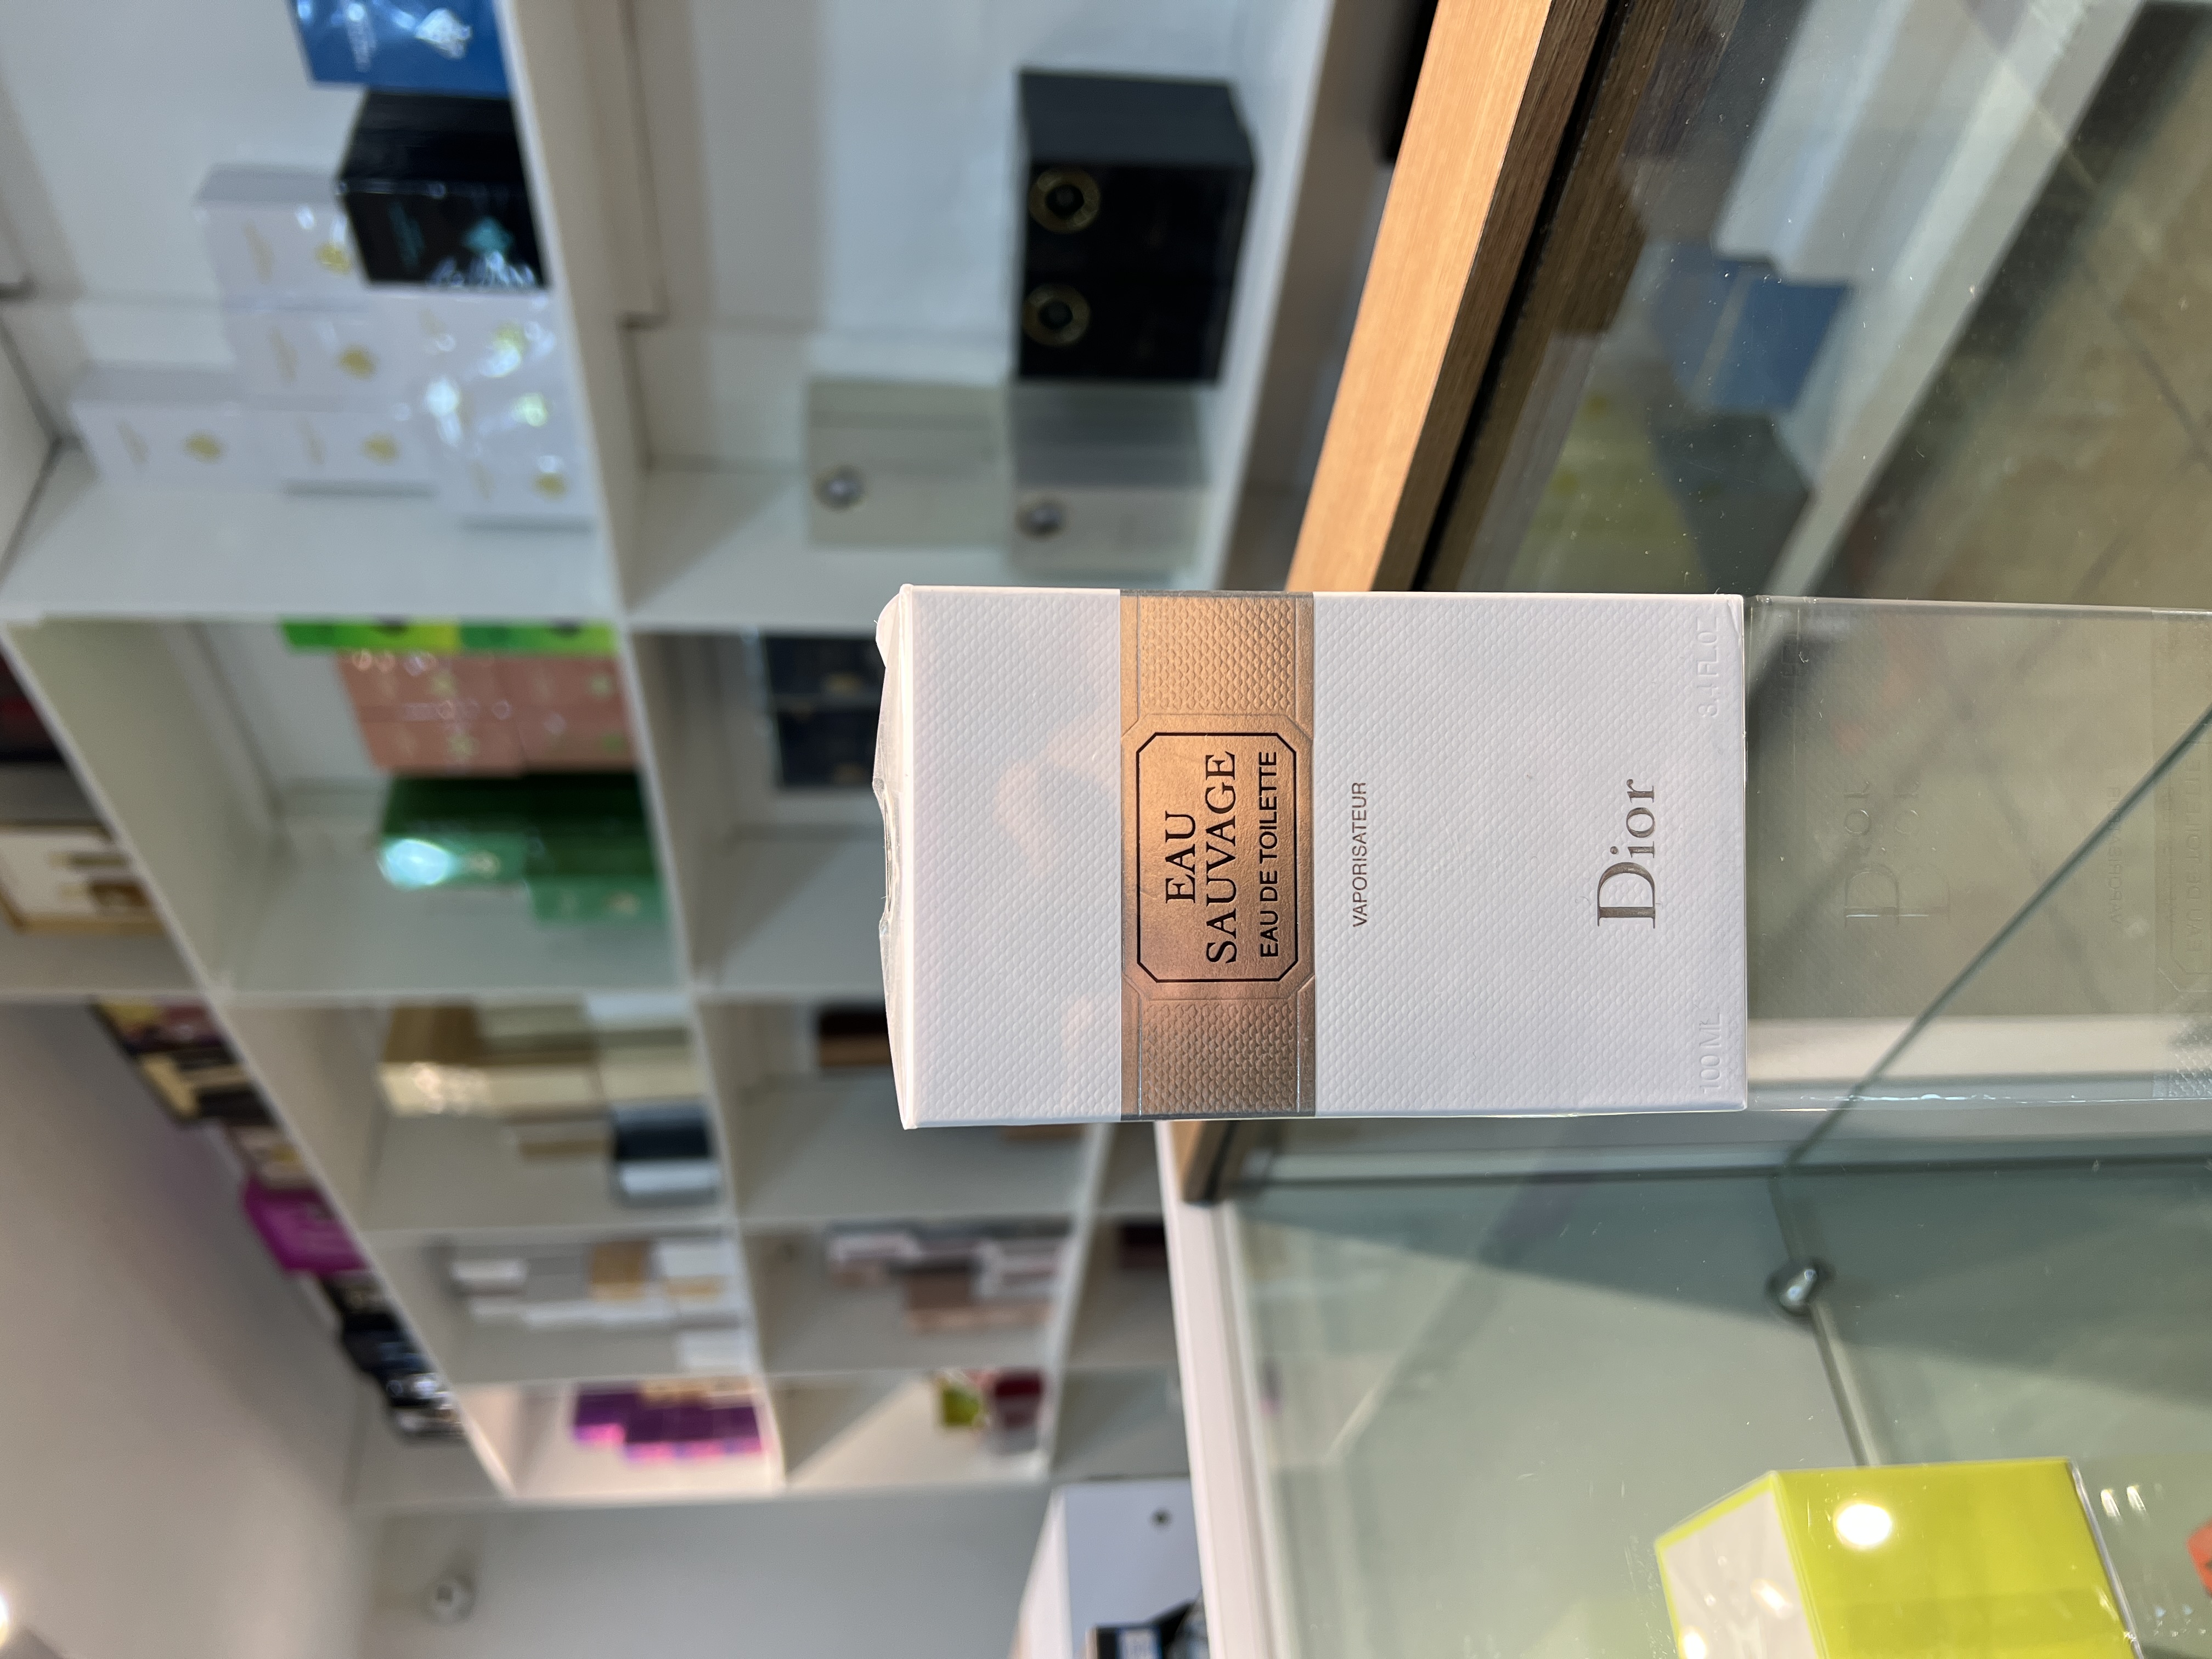 EAU
SAUVAGE
EAU DE TOILETTE
VAPORISATEUR
Dior
100 ML 3.4 FL.OZ